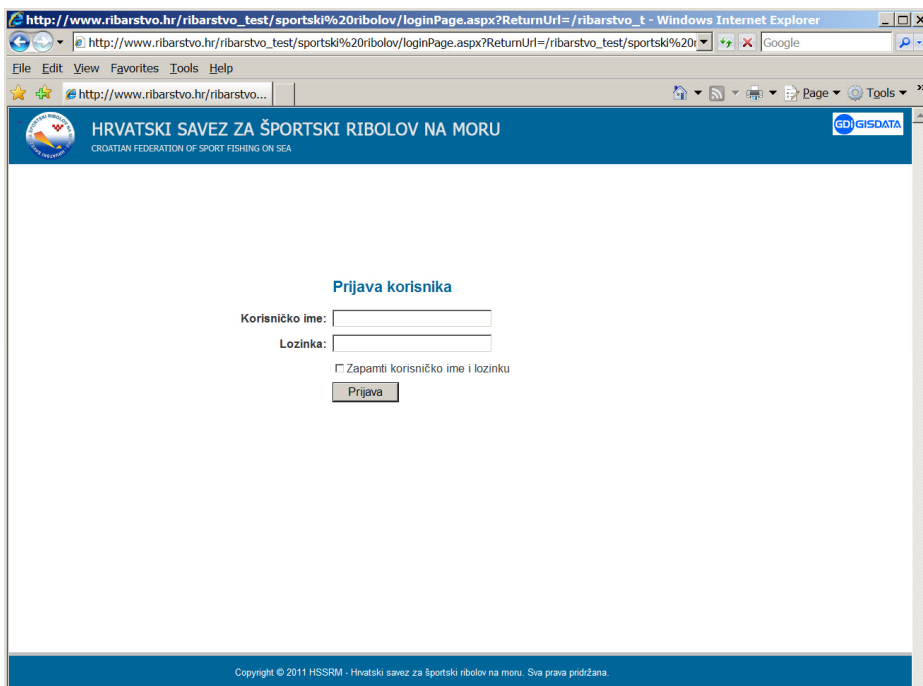 http://www.ribarstvo.hr/ribarstvo_test/sportski%20ribolov/loginPage.aspx?ReturnUrl=/ribarstvo_t - Windows Internet Explorer
http://www.ribarstvo.hr/ribarstvo_test/sportski%20ribolov/loginPage.aspx?ReturnUrl=/ribarstvo_test/sportski%20r
Google
File Edit View Favorites Tools Help
http://www.ribarstvo.hr/ribarstvo...
Page Tools
HRVATSKI SAVEZ ZA ŠPORTSKI RIBOLOV NA MORU
CROATIAN FEDERATION OF SPORT FISHING ON SEA
GDi GISDATA
Prijava korisnika
Korisničko ime:
Lozinka:
Zapamti korisničko ime i lozinku
Prijava
Copyright © 2011 HSSRM - Hrvatski savez za športski ribolov na moru. Sva prava pridržana.